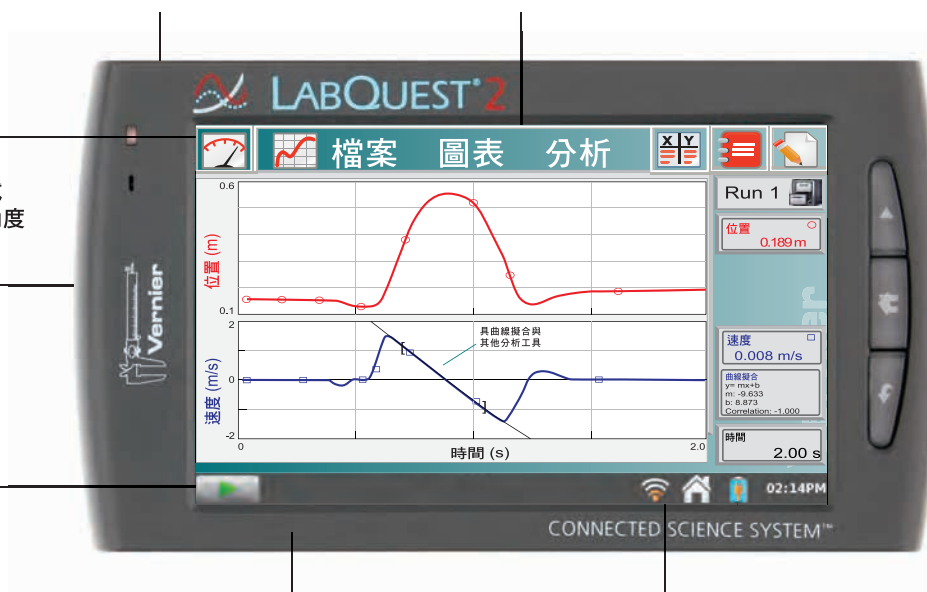 LABQUEST®2
檔案 圖表 分析
X Y
度
Run 1
位置
0.189 m
位置 (m)
0.6
0.1
Vernier
速度
0.008 m/s
曲線擬合
y= mx+b
m: -9.633
b: 8.873
Correlation: -1.000
時間
2.00 s
速度 (m/s)
2
0
-2
具曲線擬合與
其他分析工具
[
]
0
時間 (s)
2.0
02:14PM
CONNECTED SCIENCE SYSTEM™